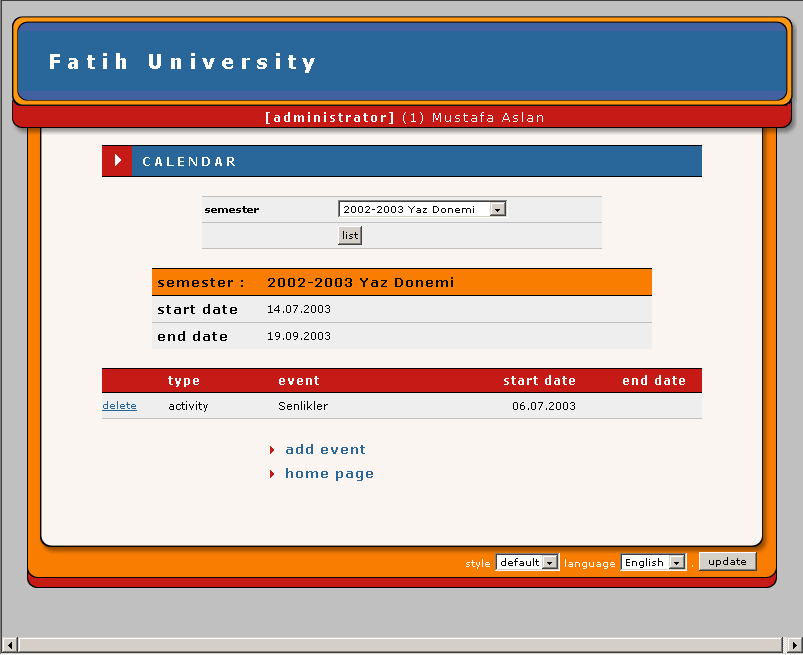 Fatih University
[administrator] (1) Mustafa Aslan
CALENDAR
semester 2002-2003 Yaz Donemi
list
semester : 2002-2003 Yaz Donemi
start date 14.07.2003
end date 19.09.2003
type event start date end date
delete activity Senlikler 06.07.2003
add event
home page
style default language English . update